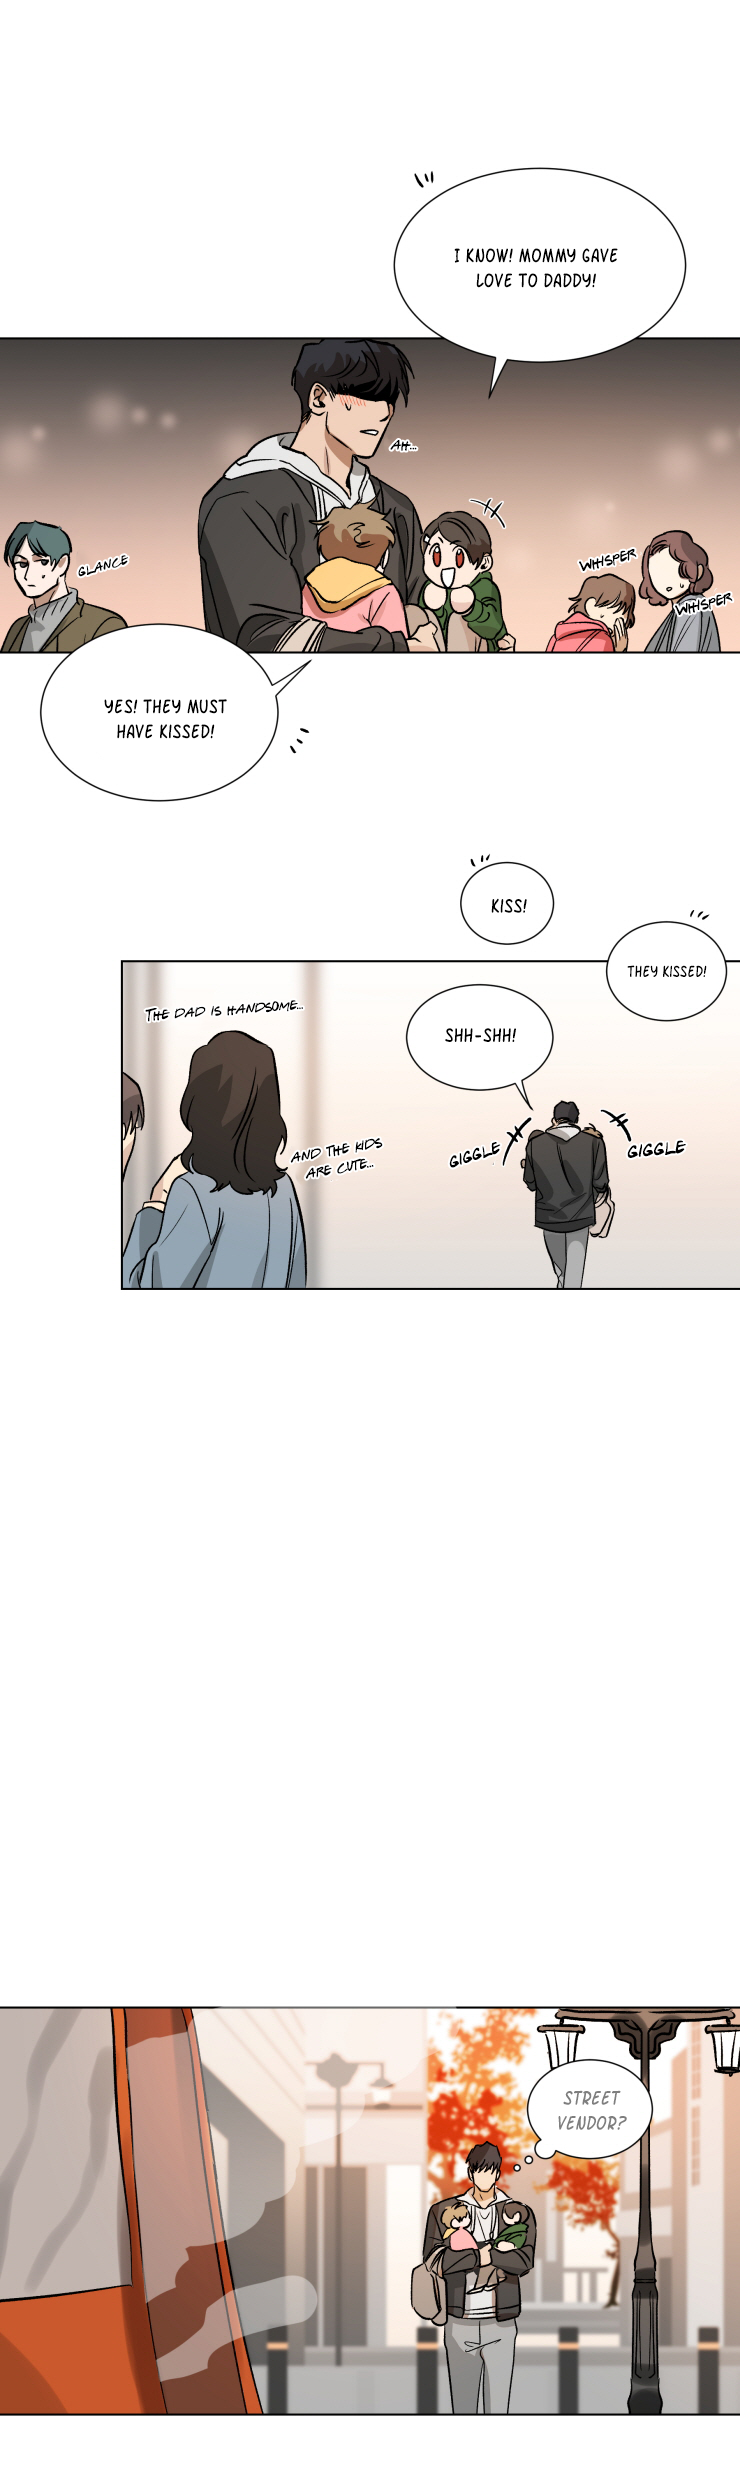 I KNOW! MOMMY GAVE
LOVE TO DADDY!
AH...
GLANCE
WHISPER
WHISPER
YES! THEY MUST
HAVE KISSED!
KISS!
THEY KISSED!
THE DAD IS HANDSOME...
SHH-SHH!
AND THE KIDS
ARE CUTE...
GIGGLE
GIGGLE
STREET
VENDOR?